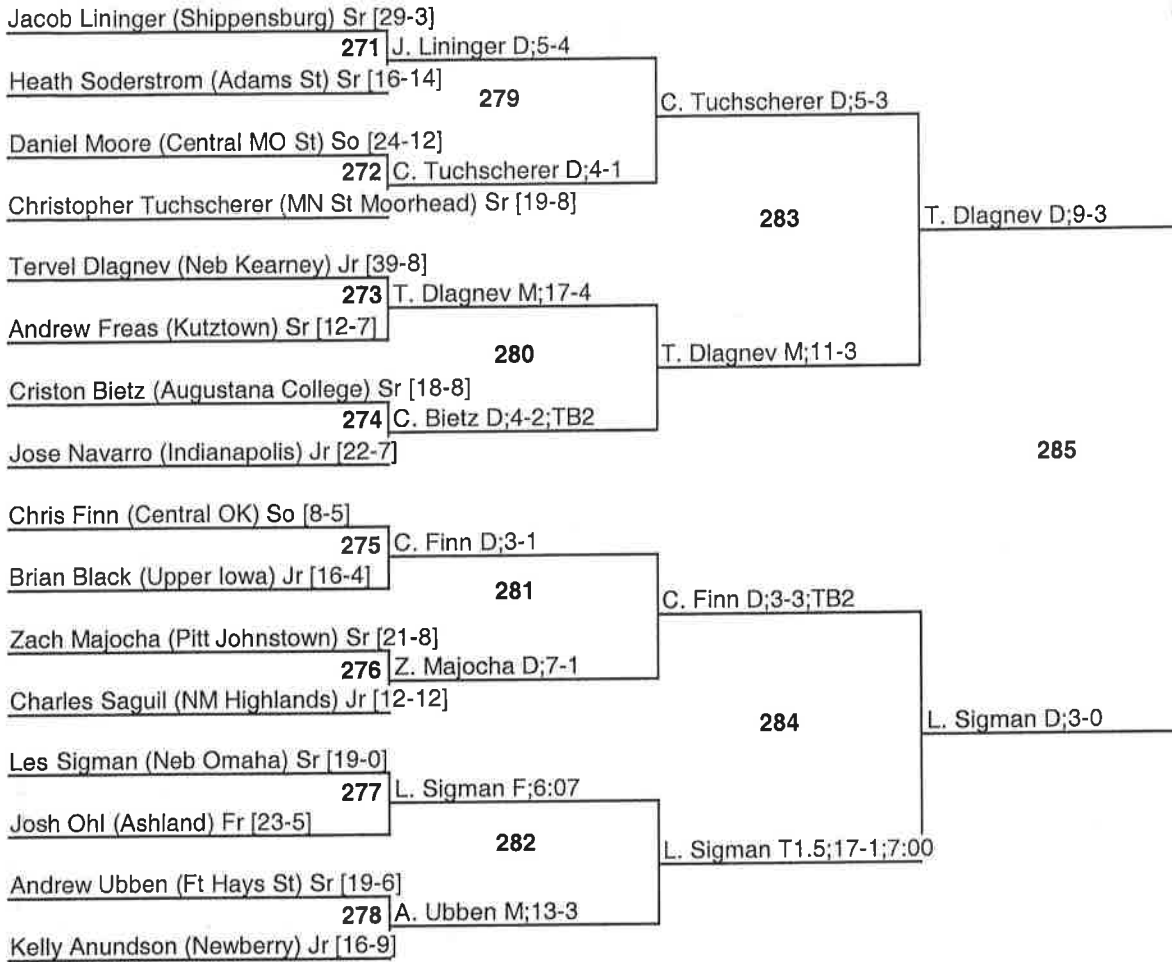 Jacob Lininger (Shippensburg) Sr [29-3]
271 J. Lininger D;5-4
Heath Soderstrom (Adams St) Sr [16-14]
279 C. Tuchscherer D;5-3
Daniel Moore (Central MO St) So [24-12]
272 C. Tuchscherer D;4-1
Christopher Tuchscherer (MN St Moorhead) Sr [19-8]
283 T. Dlagnev D;9-3
Tervel Dlagnev (Neb Kearney) Jr [39-8]
273 T. Dlagnev M;17-4
Andrew Freas (Kutztown) Sr [12-7]
280 T. Dlagnev M;11-3
Criston Bietz (Augustana College) Sr [18-8]
274 C. Bietz D;4-2;TB2
Jose Navarro (Indianapolis) Jr [22-7]
285
Chris Finn (Central OK) So [8-5]
275 C. Finn D;3-1
Brian Black (Upper Iowa) Jr [16-4]
281 C. Finn D;3-3;TB2
Zach Majocha (Pitt Johnstown) Sr [21-8]
276 Z. Majocha D;7-1
Charles Saguil (NM Highlands) Jr [12-12]
284 L. Sigman D;3-0
Les Sigman (Neb Omaha) Sr [19-0]
277 L. Sigman F;6:07
Josh Ohl (Ashland) Fr [23-5]
282 L. Sigman T1.5;17-1;7:00
Andrew Ubben (Ft Hays St) Sr [19-6]
278 A. Ubben M;13-3
Kelly Anundson (Newberry) Jr [16-9]